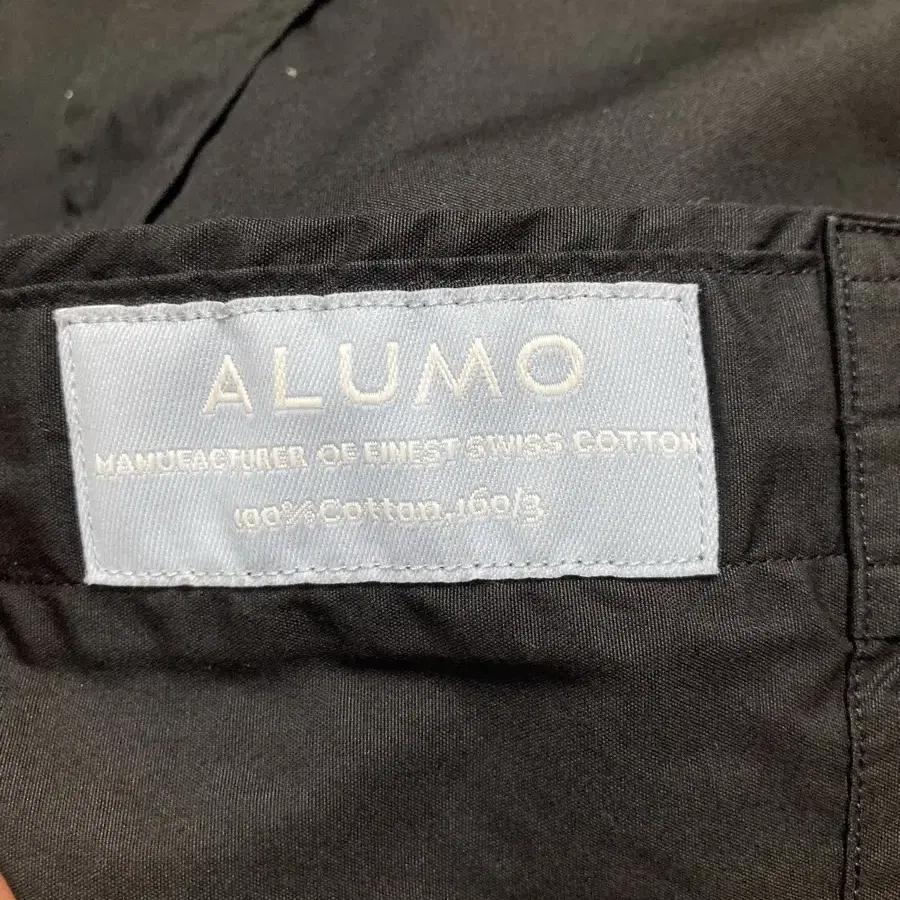 ALUMO
MANUFACTURER OF FINEST SWISS COTTON
100%Cotton,160/3